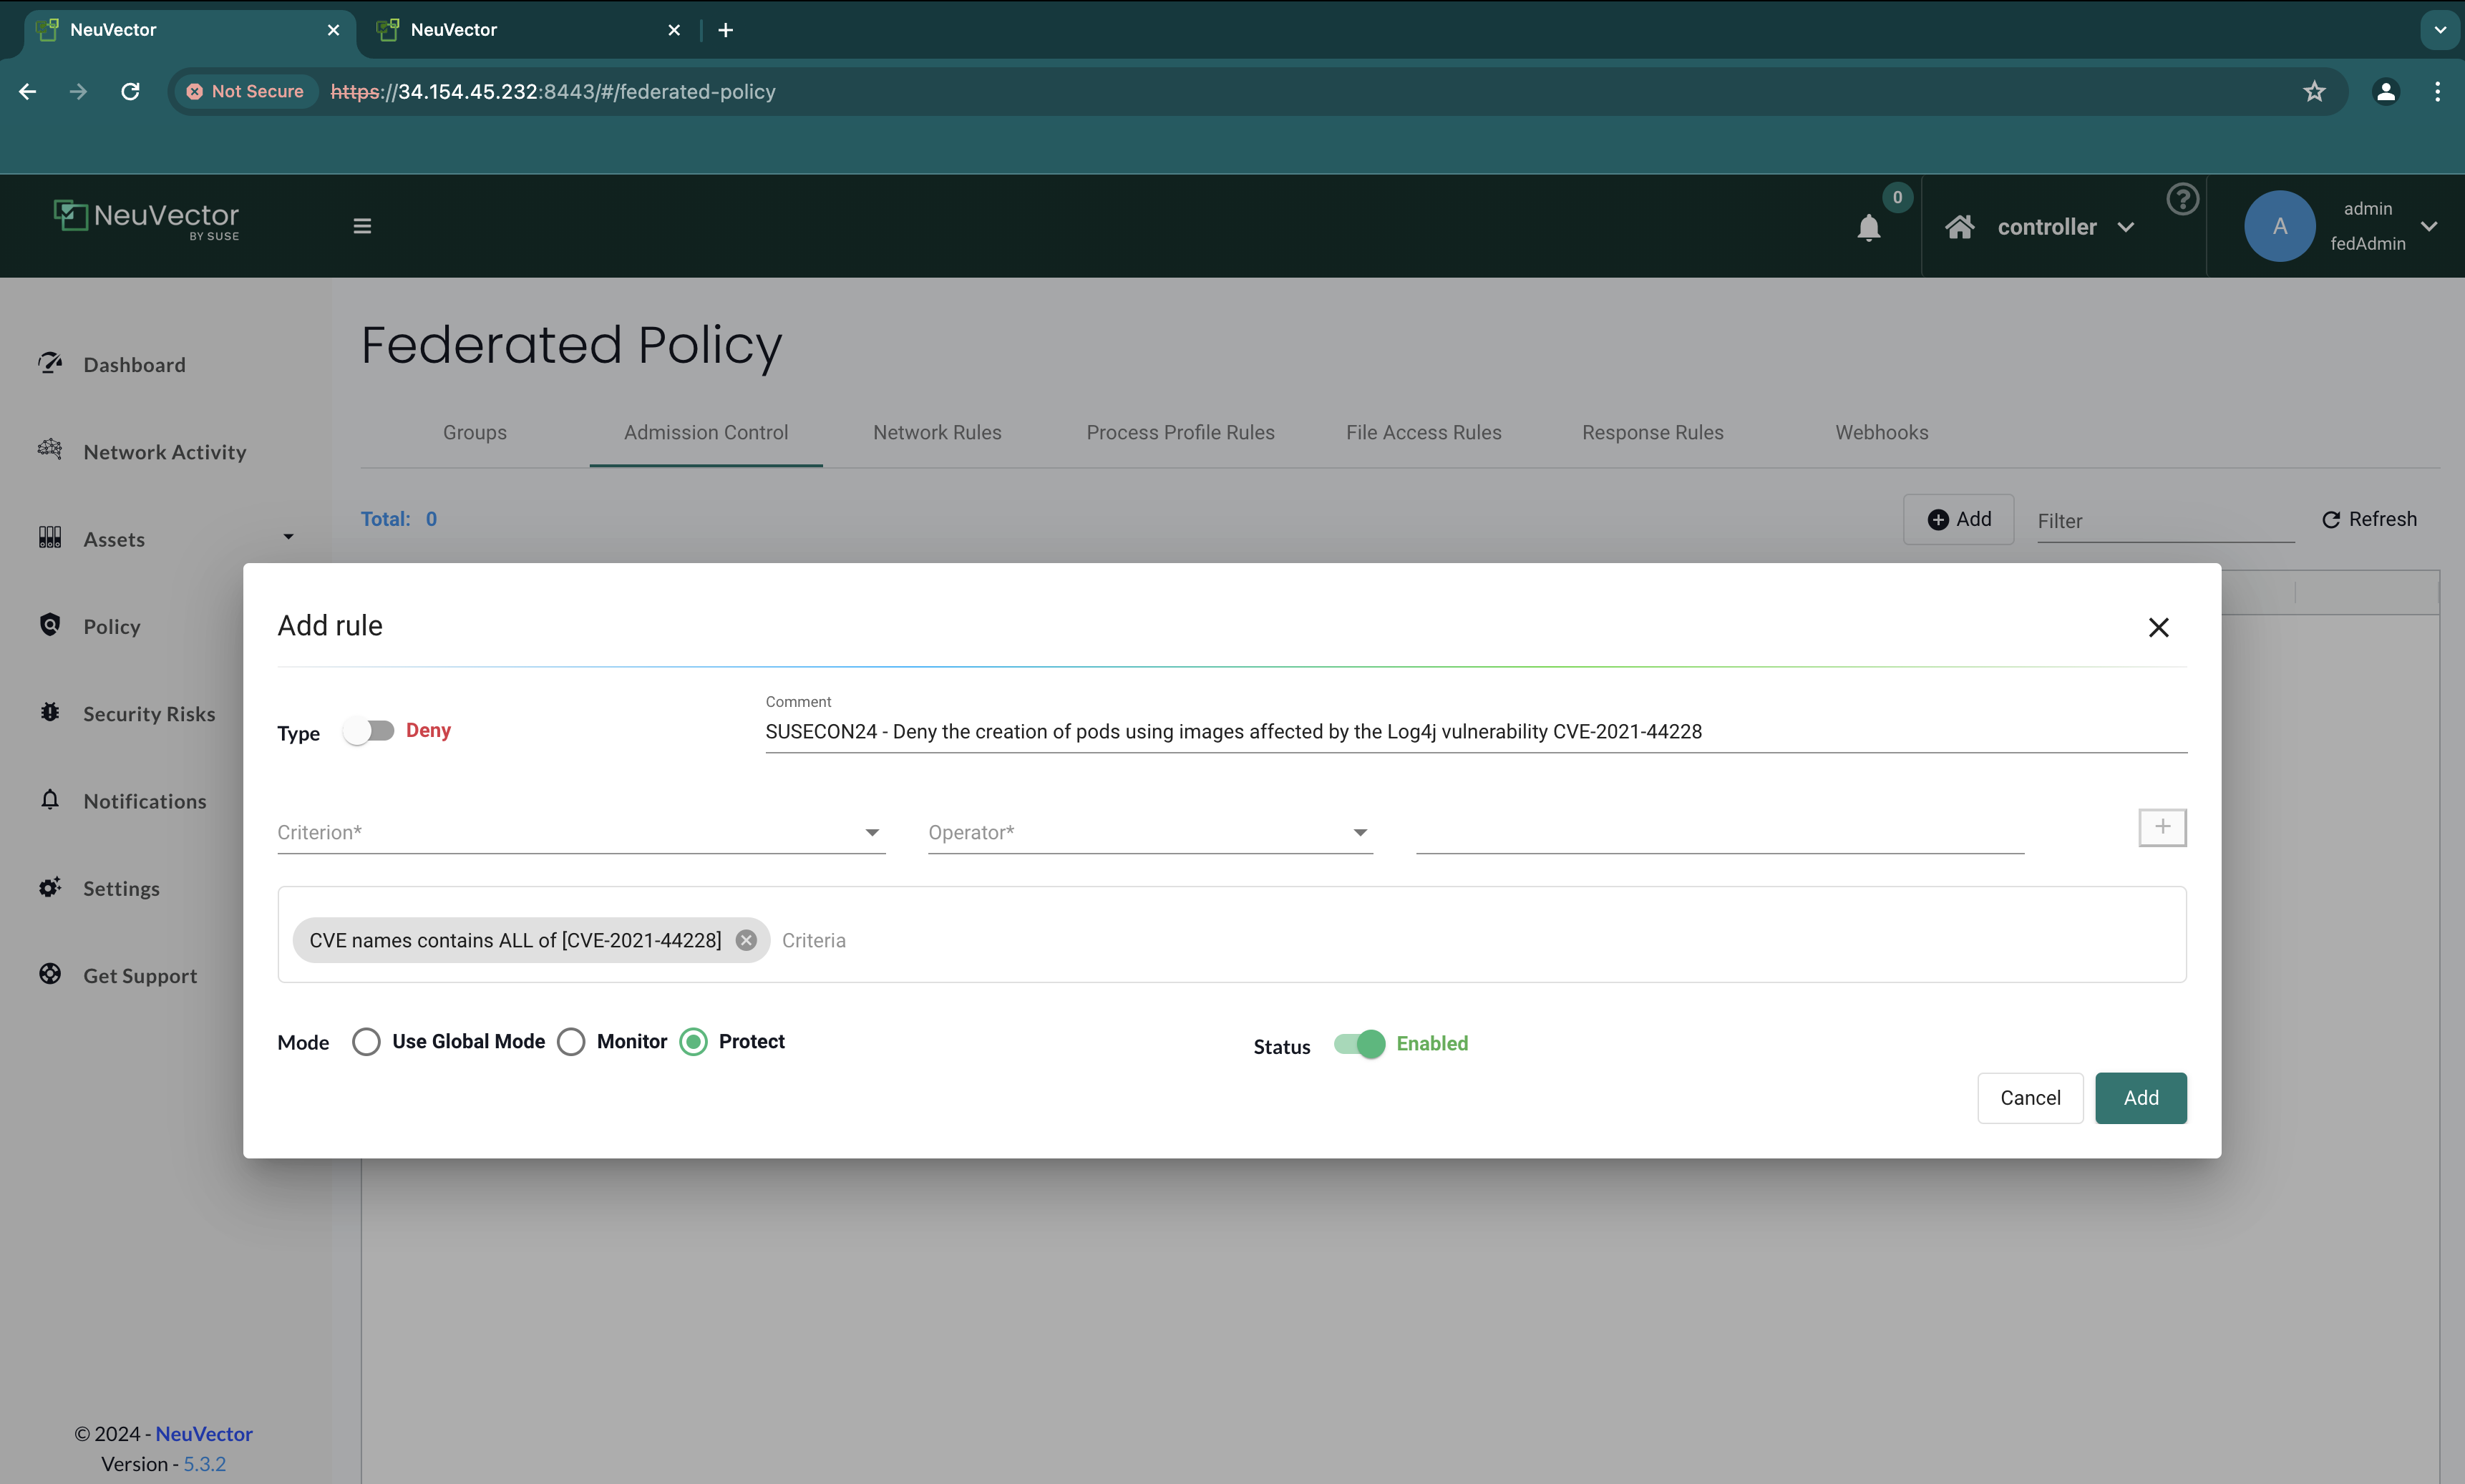 NeuVector
NeuVector
Not Secure https://34.154.45.232:8443/#/federated-policy
NeuVector
BY SUSE
0
controller
?
A
admin
fedAdmin
Dashboard
Network Activity
Assets
Policy
Security Risks
Notifications
Settings
Get Support
© 2024 - NeuVector
Version - 5.3.2
Federated Policy
Groups Admission Control Network Rules Process Profile Rules File Access Rules Response Rules Webhooks
Total: 0 Add Filter Refresh
Add rule
Comment
Type Deny SUSECON24 - Deny the creation of pods using images affected by the Log4j vulnerability CVE-2021-44228
Criterion* Operator*
CVE names contains ALL of [CVE-2021-44228] Criteria
Mode Use Global Mode Monitor Protect Status Enabled
Cancel Add